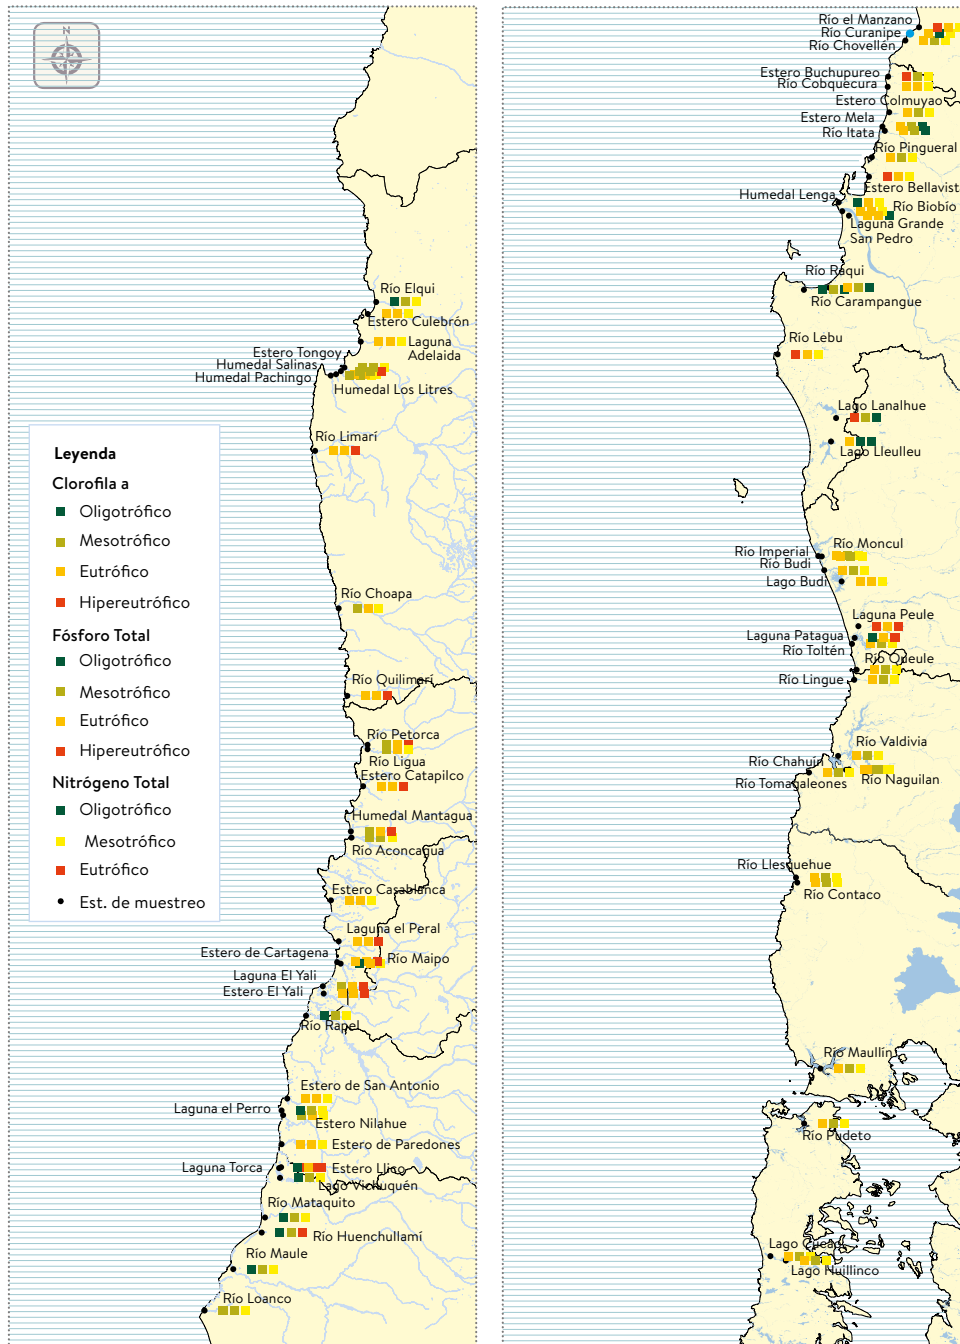 N
Río Elqui
Estero Culebrón
Laguna
Adelaida
Estero Tongoy
Humedal Salinas
Humedal Pachingo
Humedal Los Litres
Río Limarí
Leyenda
Clorofila a
Oligotrófico
Mesotrófico
Eutrófico
Hipereutrófico
Fósforo Total
Oligotrófico
Mesotrófico
Eutrófico
Hipereutrófico
Nitrógeno Total
Oligotrófico
Mesotrófico
Eutrófico
Est. de muestreo
Río Choapa
Río Quilimarí
Río Petorca
Río Ligua
Estero Catapilco
Humedal Mantagua
Río Aconcagua
Estero Casablanca
Laguna el Peral
Estero de Cartagena
Río Maipo
Laguna El Yali
Estero El Yali
Río Rapel
Estero de San Antonio
Laguna el Perro
Estero Nilahue
Estero de Paredones
Laguna Torca
Estero Llico
Lago Vichuquén
Río Mataquito
Río Huenchullamí
Río Maule
Río Loanco
Río el Manzano
Río Curanipe
Río Chovellén
Estero Buchupureo
Río Cobquecura
Estero Colmuyao
Estero Mela
Río Itata
Río Pingueral
Estero Bellavist
Humedal Lenga
Río Biobío
Laguna Grande
San Pedro
Río Raqui
Río Carampangue
Río Lebu
Lago Lanalhue
Lago Lleulleu
Río Moncul
Río Imperial
Río Budi
Lago Budi
Laguna Peule
Laguna Patagua
Río Toltén
Río Queule
Río Lingue
Río Valdivia
Río Chahuín
Río Tomagaleones
Río Naguilan
Río Llesquehue
Río Contaco
Río Maullín
Río Pudeto
Lago Cucao
Lago Huillinco